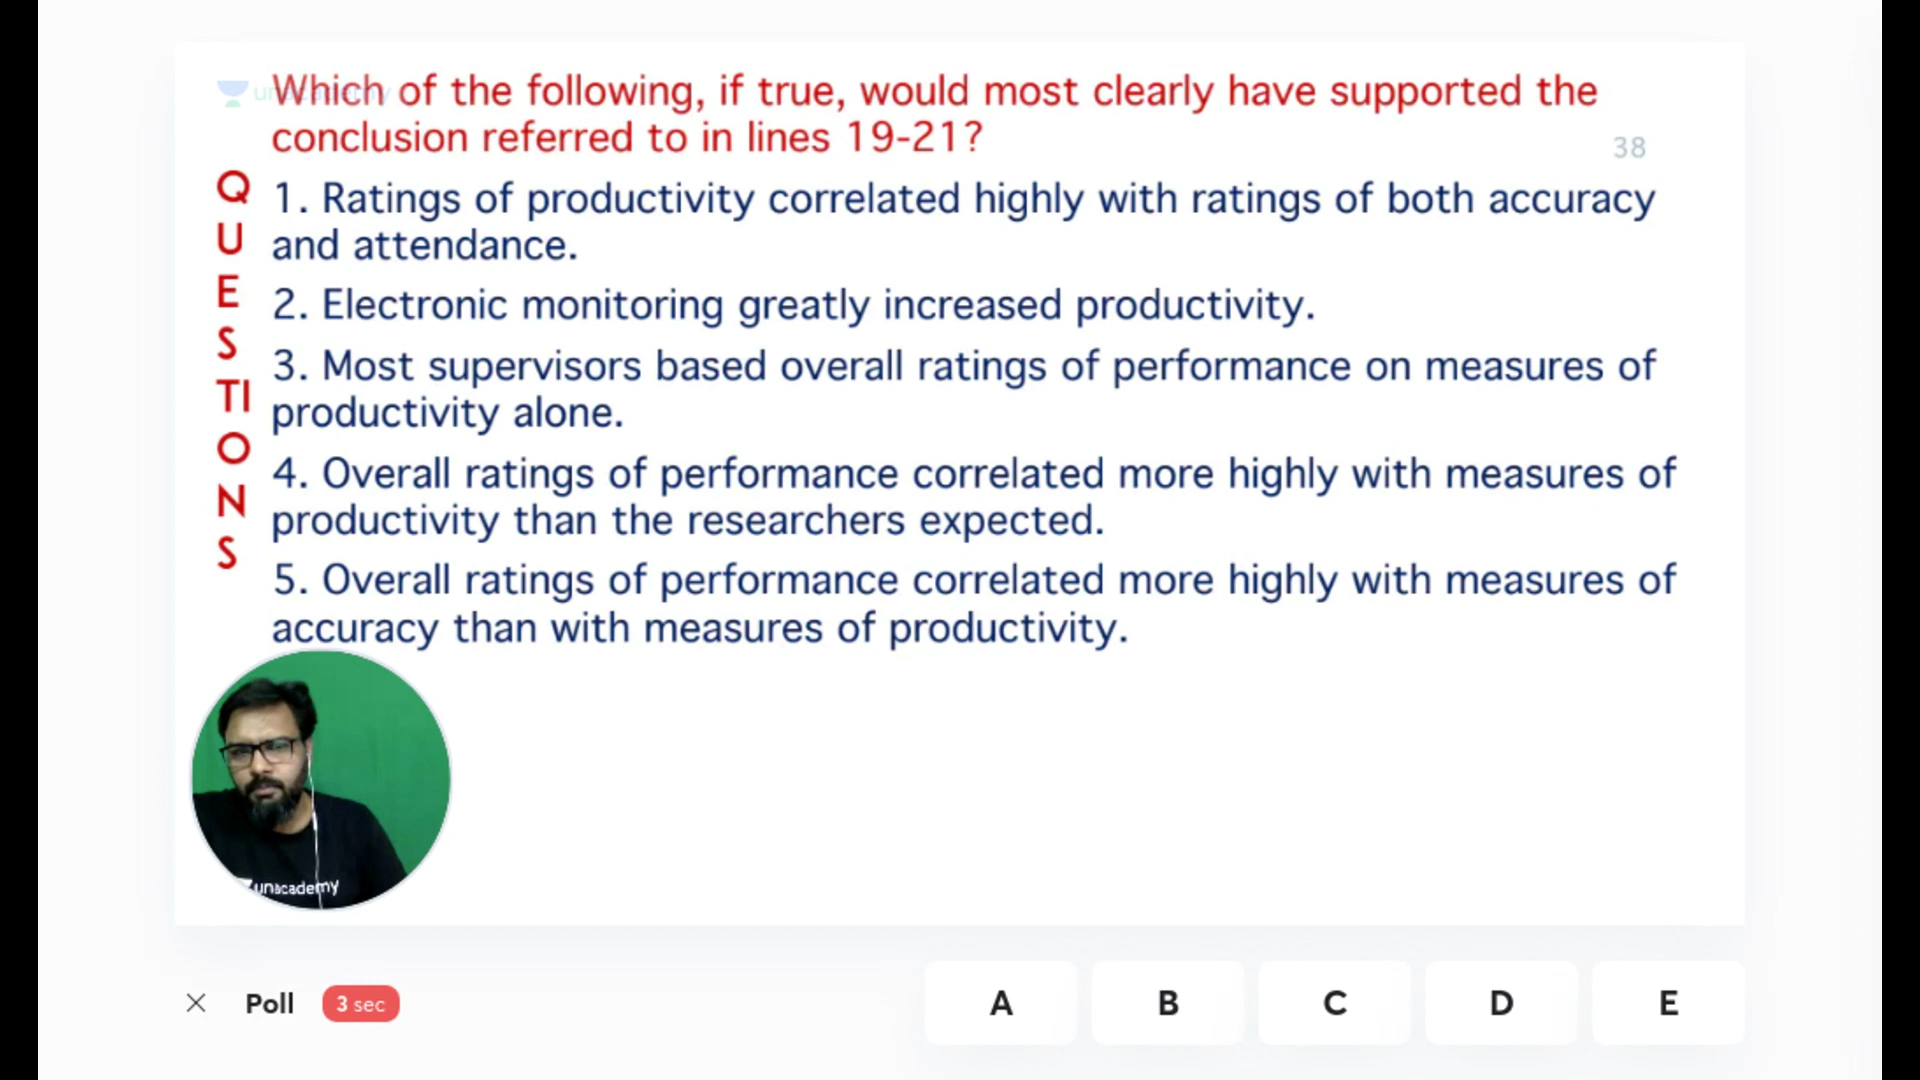 unacademy
Which of the following, if true, would most clearly have supported the
conclusion referred to in lines 19-21?
38
QUESTIONS
1. Ratings of productivity correlated highly with ratings of both accuracy
and attendance.
2. Electronic monitoring greatly increased productivity.
3. Most supervisors based overall ratings of performance on measures of
productivity alone.
4. Overall ratings of performance correlated more highly with measures of
productivity than the researchers expected.
5. Overall ratings of performance correlated more highly with measures of
accuracy than with measures of productivity.
unacademy
× Poll 3 sec A B C D E